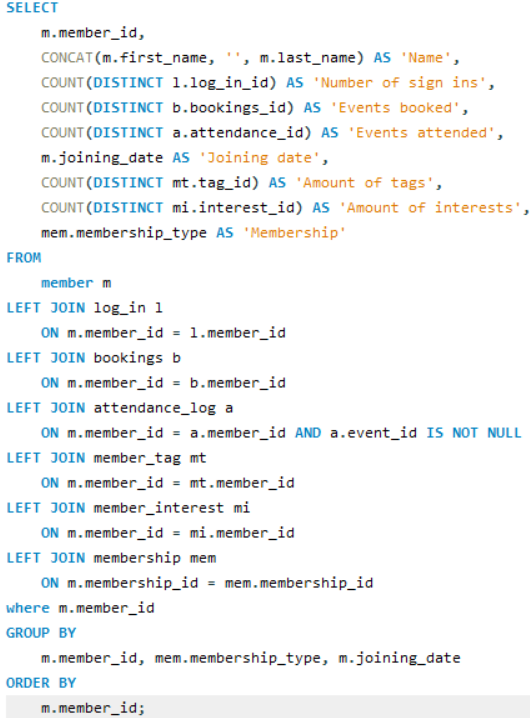 SELECT
m.member_id,
CONCAT(m.first_name, '', m.last_name) AS 'Name',
COUNT(DISTINCT l.log_in_id) AS 'Number of sign ins',
COUNT(DISTINCT b.bookings_id) AS 'Events booked',
COUNT(DISTINCT a.attendance_id) AS 'Events attended',
m.joining_date AS 'Joining date',
COUNT(DISTINCT mt.tag_id) AS 'Amount of tags',
COUNT(DISTINCT mi.interest_id) AS 'Amount of interests',
mem.membership_type AS 'Membership'
FROM
member m
LEFT JOIN log_in l
ON m.member_id = l.member_id
LEFT JOIN bookings b
ON m.member_id = b.member_id
LEFT JOIN attendance_log a
ON m.member_id = a.member_id AND a.event_id IS NOT NULL
LEFT JOIN member_tag mt
ON m.member_id = mt.member_id
LEFT JOIN member_interest mi
ON m.member_id = mi.member_id
LEFT JOIN membership mem
ON m.membership_id = mem.membership_id
where m.member_id
GROUP BY
m.member_id, mem.membership_type, m.joining_date
ORDER BY
m.member_id;